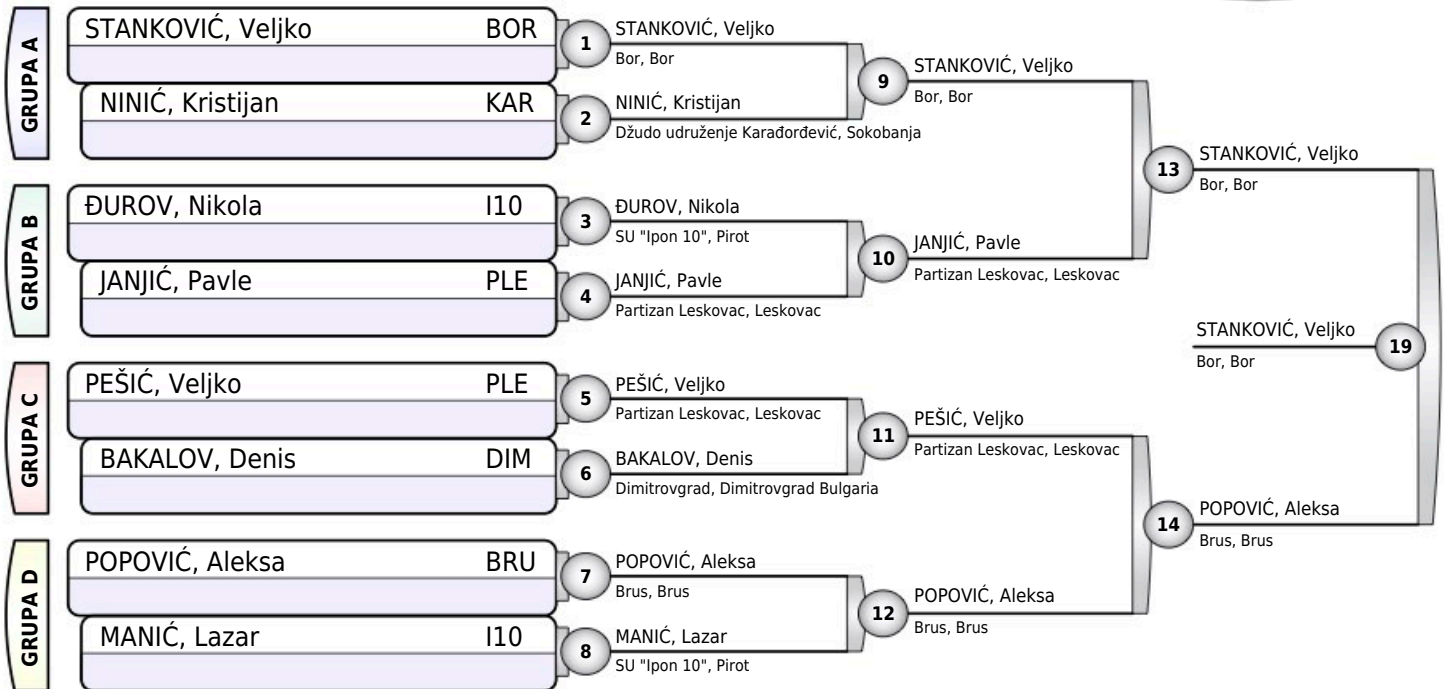 GRUPA A
STANKOVIĆ, Veljko BOR
NINIĆ, Kristijan KAR
GRUPA B
ĐUROV, Nikola I10
JANJIĆ, Pavle PLE
GRUPA C
PEŠIĆ, Veljko PLE
BAKALOV, Denis DIM
GRUPA D
POPOVIĆ, Aleksa BRU
MANIĆ, Lazar I10
1
STANKOVIĆ, Veljko
Bor, Bor
2
NINIĆ, Kristijan
Džudo udruženje Karađorđević, Sokobanja
3
ĐUROV, Nikola
SU "Ipon 10", Pirot
4
JANJIĆ, Pavle
Partizan Leskovac, Leskovac
5
PEŠIĆ, Veljko
Partizan Leskovac, Leskovac
6
BAKALOV, Denis
Dimitrovgrad, Dimitrovgrad Bulgaria
7
POPOVIĆ, Aleksa
Brus, Brus
8
MANIĆ, Lazar
SU "Ipon 10", Pirot
9
STANKOVIĆ, Veljko
Bor, Bor
10
JANJIĆ, Pavle
Partizan Leskovac, Leskovac
11
PEŠIĆ, Veljko
Partizan Leskovac, Leskovac
12
POPOVIĆ, Aleksa
Brus, Brus
13
STANKOVIĆ, Veljko
Bor, Bor
14
POPOVIĆ, Aleksa
Brus, Brus
STANKOVIĆ, Veljko
Bor, Bor
19